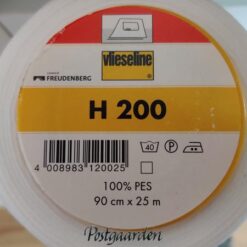 vlieseline
FREUDENBERG
H 200
40 P
4 008983 120025
100% PES
90 cm x 25 m
Postgaarden